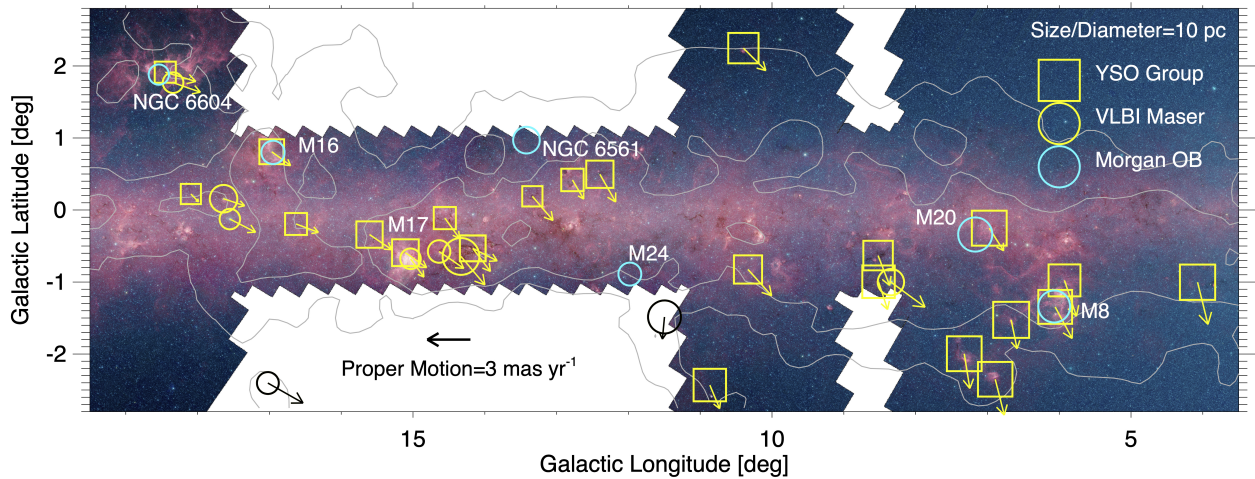 Size/Diameter=10 pc
YSO Group
VLBI Maser
Morgan OB
NGC 6604
M16
NGC 6561
M17
M20
M24
M8
Proper Motion=3 mas yr-1
2
1
0
-1
-2
Galactic Latitude [deg]
15
10
5
Galactic Longitude [deg]